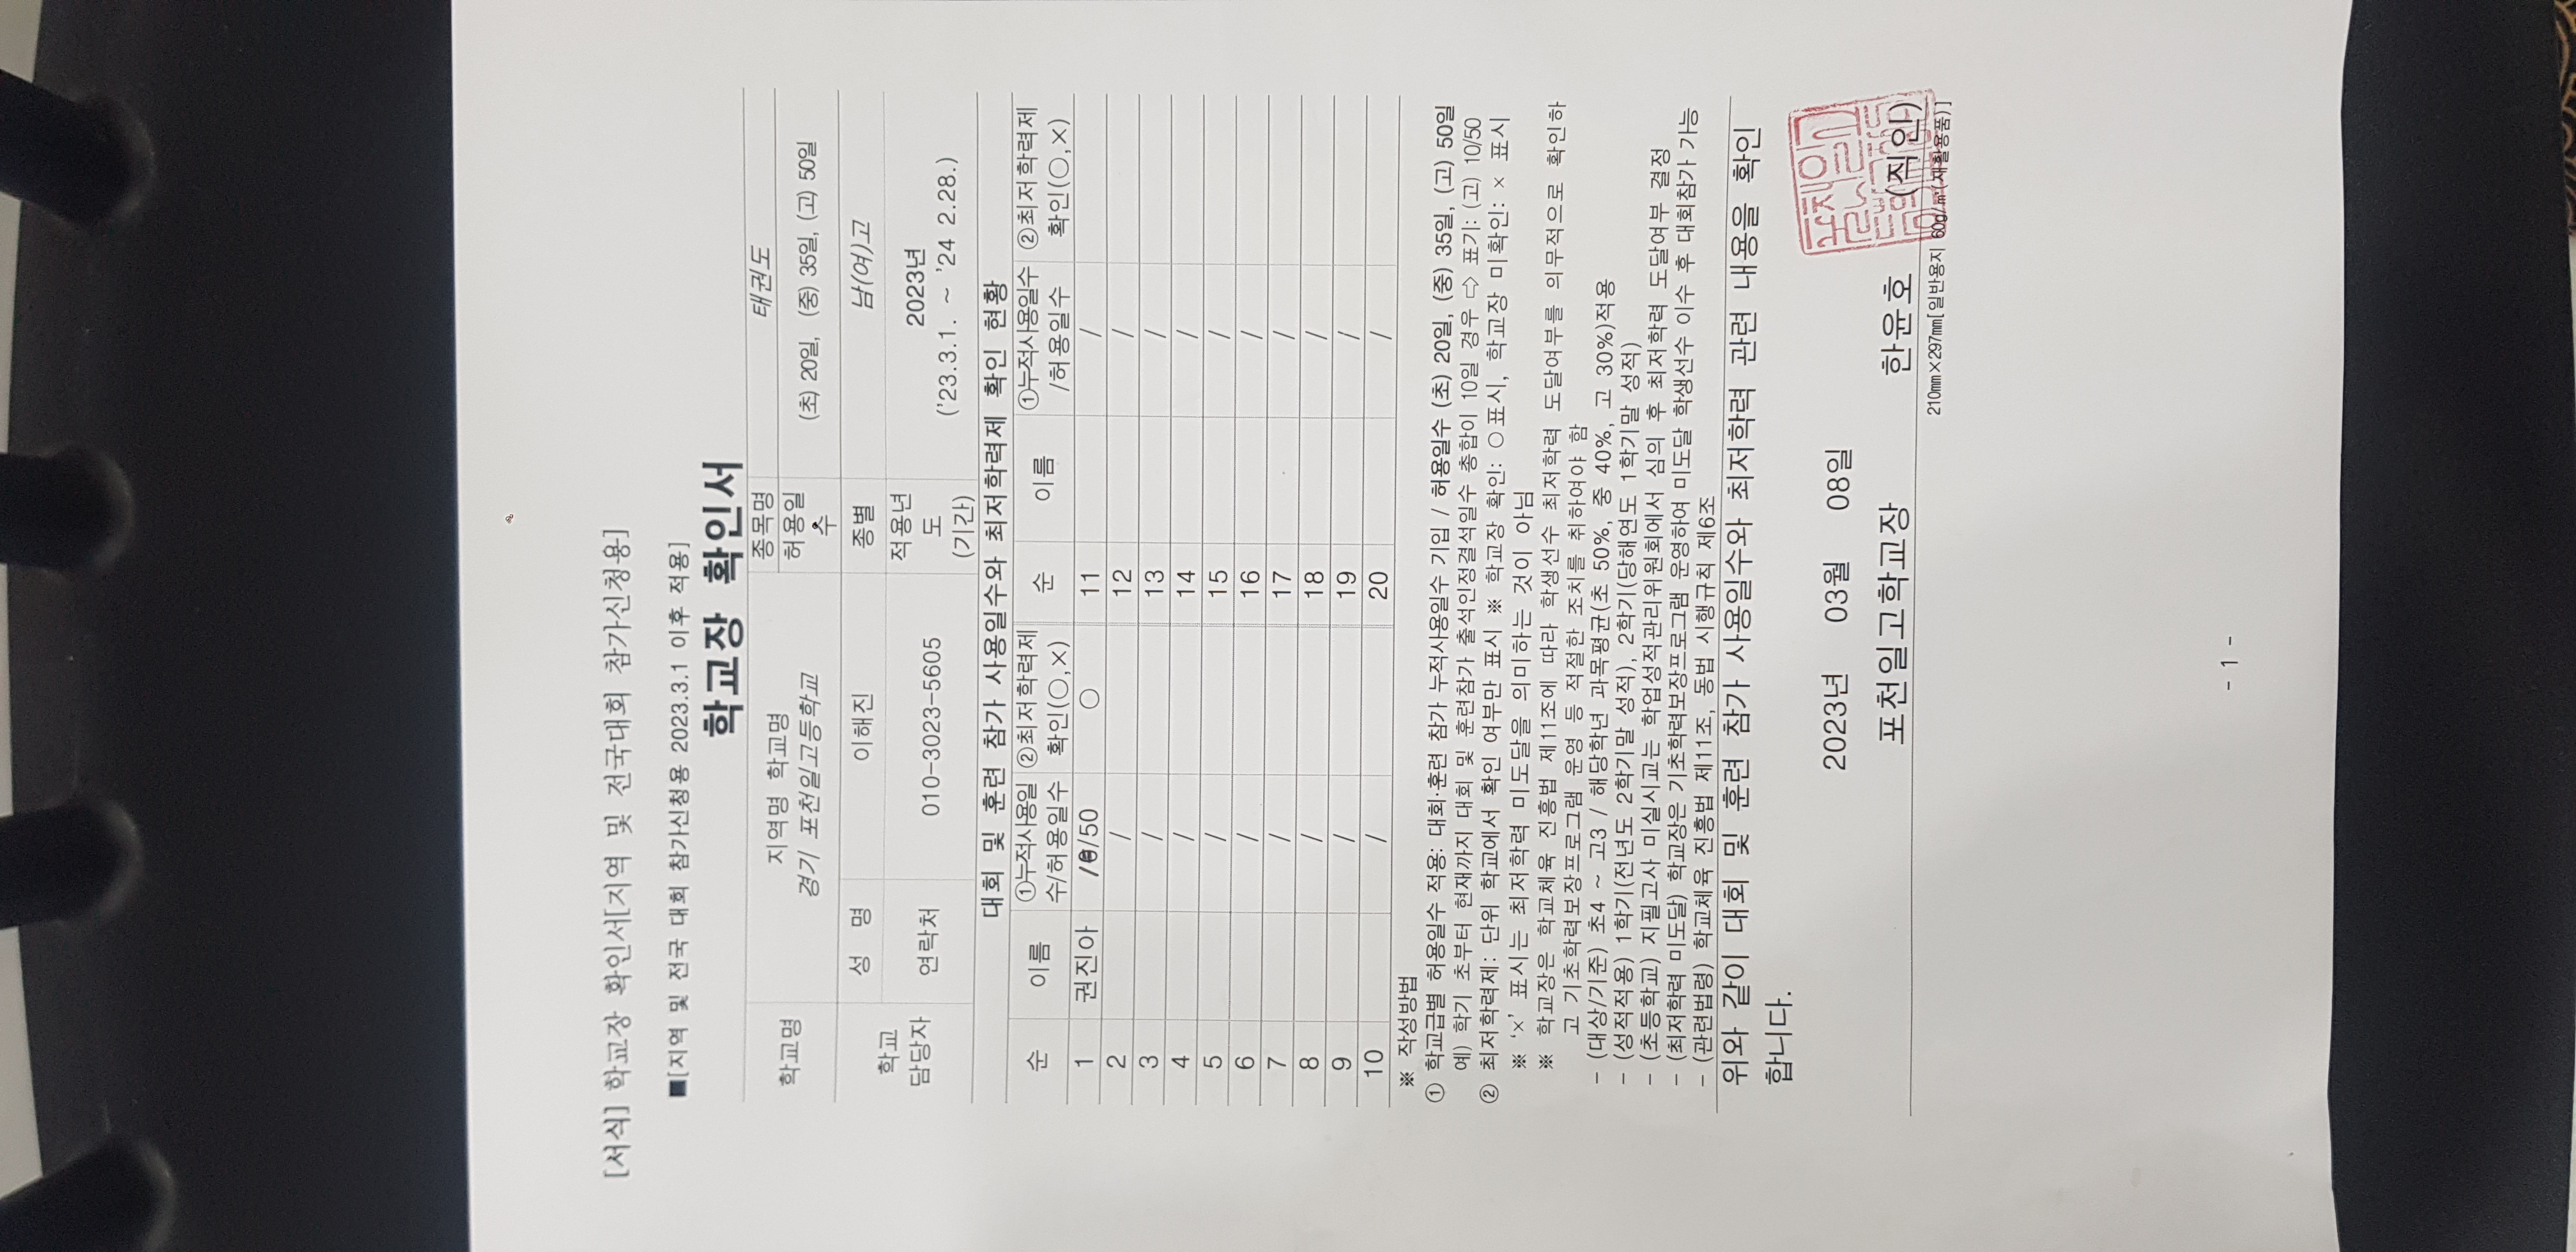 [서식] 학교장 확인서[지역 및 전국대회 참가신청용]
■[지역 및 전국 대회 참가신청용 2023.3.1 이후 적용]
학교장 확인서
학교명 지역명 학교명 종목명 태권도
경기 포천일고등학교 허용일수 (초) 20일, (중) 35일, (고) 50일
학교 담당자 성 명 이해진 종별 남(여)고
연락처 010-3023-5605 적용년도 (기간) 2023년
('23.3.1. ~ '24 2.28.)
대회 및 훈련 참가 사용일수와 최저학력제 확인 현황
순 이름 ①누적사용일수/허용일수 ②최저학력제 확인(○,×) 순 이름 ①누적사용일수/허용일수 ②최저학력제 확인(○,×)
1 권진아 /50 ○ 11 /
2 / 12 /
3 / 13 /
4 / 14 /
5 / 15 /
6 / 16 /
7 / 17 /
8 / 18 /
9 / 19 /
10 / 20 /
※ 작성방법
① 학교급별 허용일수 적용: 대회·훈련 참가 누적사용일수 기입 / 허용일수 (초) 20일, (중) 35일, (고) 50일
예) 학기 초부터 현재까지 대회 및 훈련참가 출석인정결석일수 총합이 10일 경우 ⇨ 표기: (고) 10/50
② 최저학력제: 단위 학교에서 확인 여부만 표시 ※ 학교장 확인: ○표시, 학교장 미확인: × 표시
※ '×' 표시는 최저학력 미도달을 의미하는 것이 아님
※ 학교장은 학교체육 진흥법 제11조에 따라 학생선수 최저학력 도달여부를 의무적으로 확인하
고 기초학력보장프로그램 운영 등 적절한 조치를 취하여야 함
- (대상/기준) 초4 ~ 고3 / 해당학년 과목평균(초 50%, 중 40%, 고 30%)적용
- (성적적용) 1학기(전년도 2학기말 성적), 2학기(당해연도 1학기말 성적)
- (초등학교) 지필고사 미실시교는 학업성적관리위원회에서 심의 후 최저학력 도달여부 결정
- (최저학력 미도달) 학교장은 기초학력보장프로그램 운영하여 미도달 학생선수 이수 후 대회참가 가능
- (관련법령) 학교체육 진흥법 제11조, 동법 시행규칙 제6조
위와 같이 대회 및 훈련 참가 사용일수와 최저학력 관련 내용을 확인
합니다.
2023년 03월 08일
포천일고학교장 한윤호 (직인)
210mm×297mm[일반용지 60g/㎡(재활용품)]
- 1 -